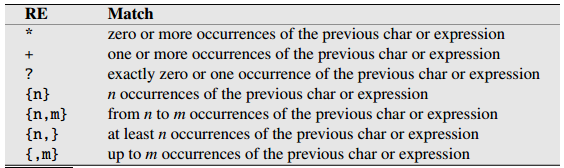 RE Match
* zero or more occurrences of the previous char or expression
+ one or more occurrences of the previous char or expression
? exactly zero or one occurrence of the previous char or expression
{n} n occurrences of the previous char or expression
{n,m} from n to m occurrences of the previous char or expression
{n,} at least n occurrences of the previous char or expression
{,m} up to m occurrences of the previous char or expression